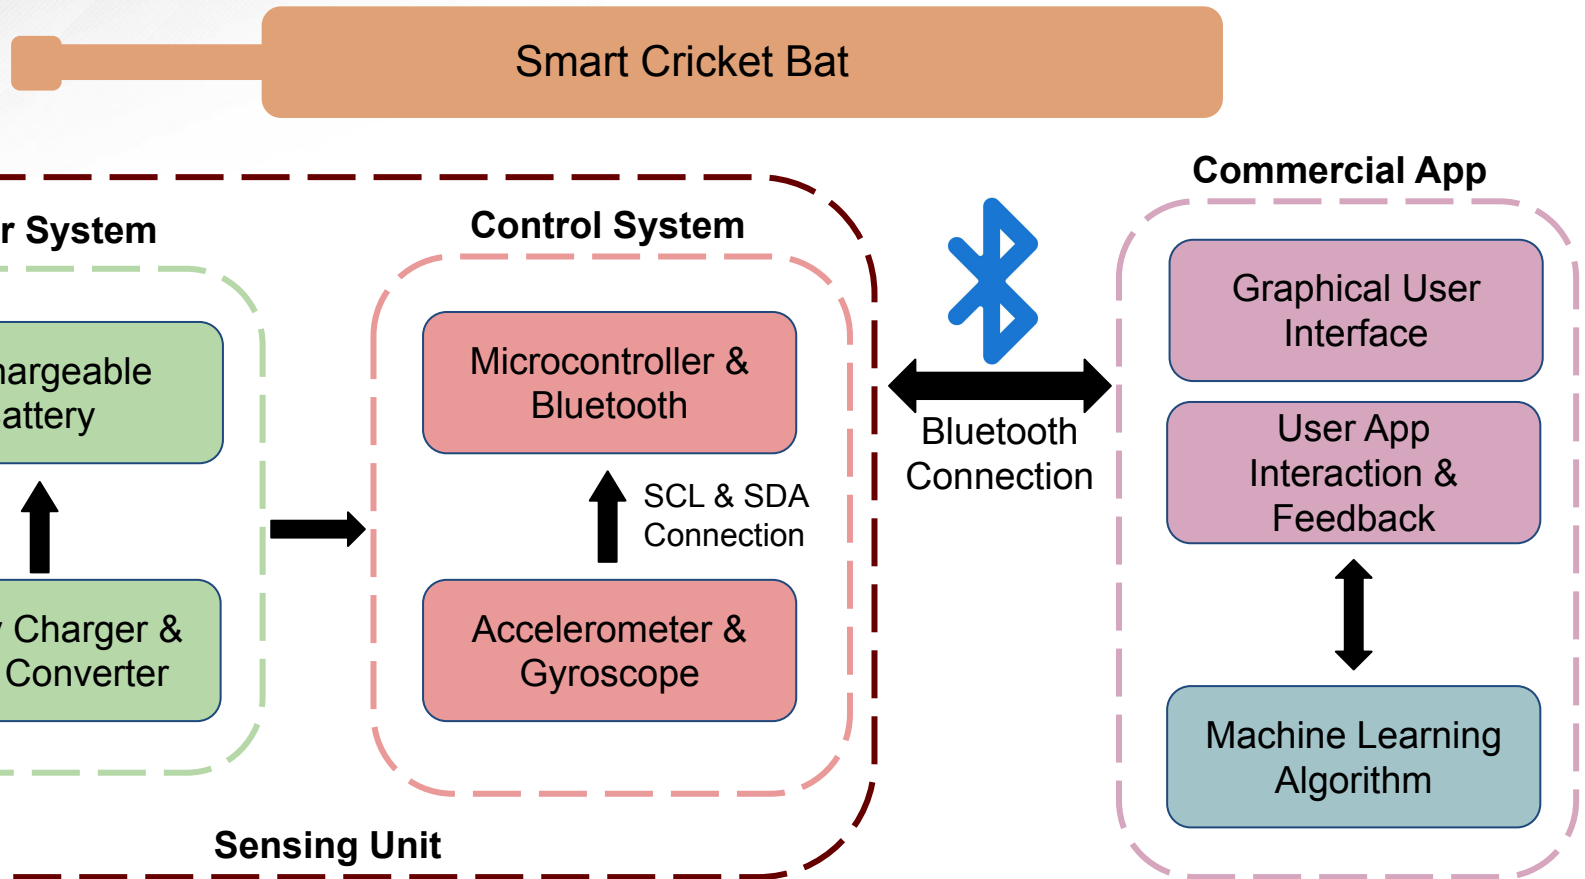 Smart Cricket Bat
Commercial App
r System
Control System
Graphical User
Interface
hargeable
attery
Microcontroller &
Bluetooth
Bluetooth
Connection
User App
Interaction &
Feedback
SCL & SDA
Connection
y Charger &
Converter
Accelerometer &
Gyroscope
Machine Learning
Algorithm
Sensing Unit